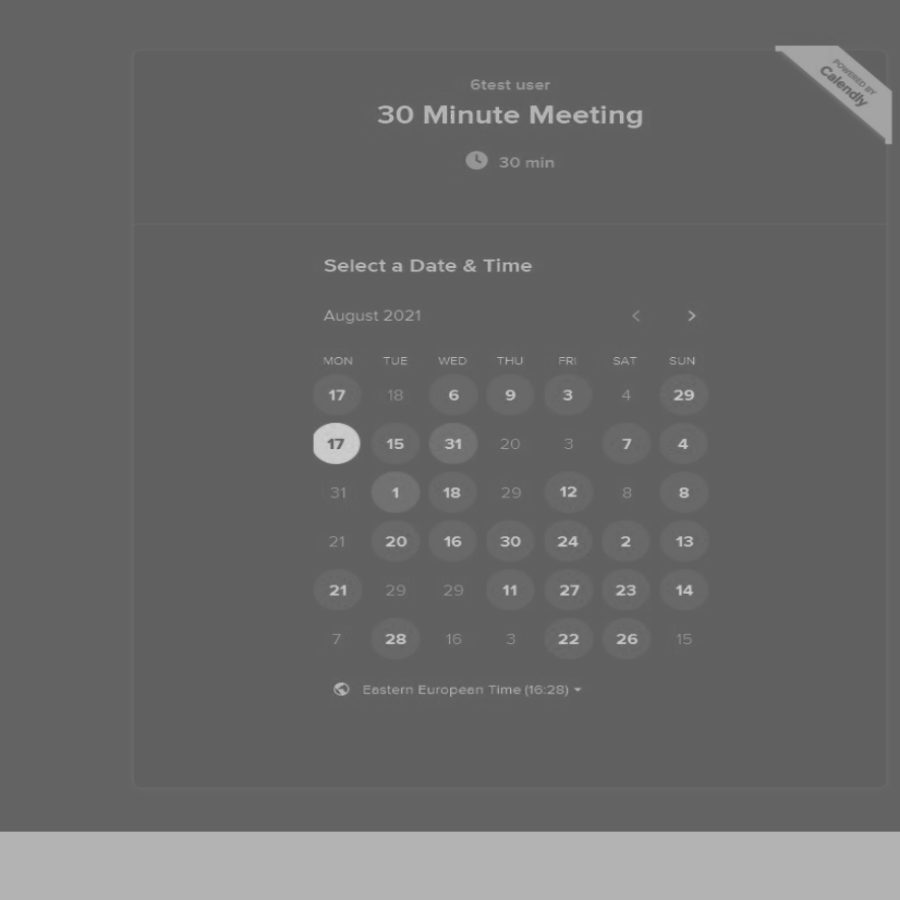 POWERED BY
Calendly
6test user
30 Minute Meeting
30 min
Select a Date & Time
August 2021
MON TUE WED THU FRI SAT SUN
17 18 6 9 3 4 29
17 15 31 20 3 7 4
31 1 18 29 12 8 8
21 20 16 30 24 2 13
21 29 29 11 27 23 14
7 28 16 3 22 26 15
Eastern European Time (16:28)